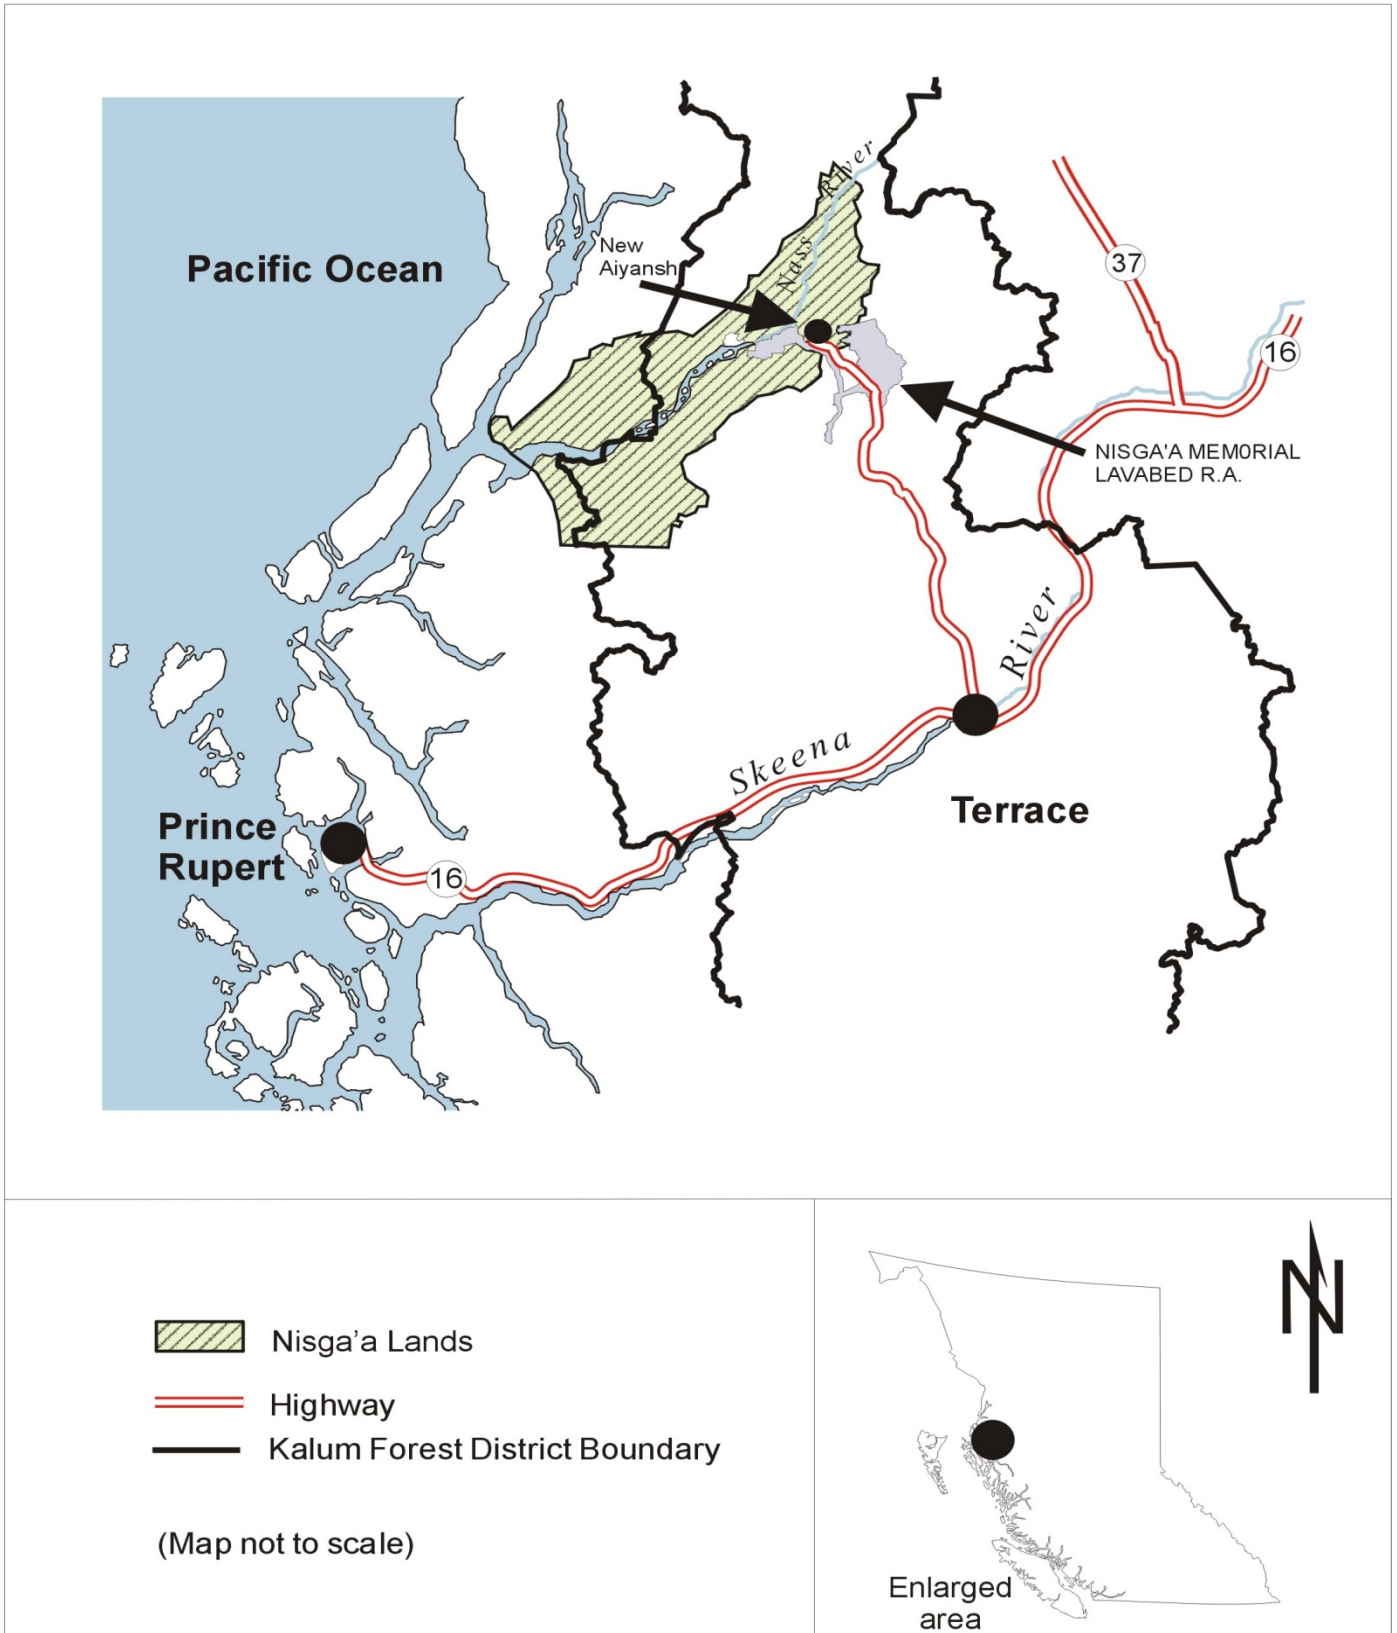 Pacific Ocean
New
Aiyansh
Nass River
37
16
NISGA'A MEMORIAL
LAVABED R.A.
Skeena River
Terrace
Prince
Rupert
16
Nisga'a Lands
Highway
Kalum Forest District Boundary
(Map not to scale)
N
Enlarged
area